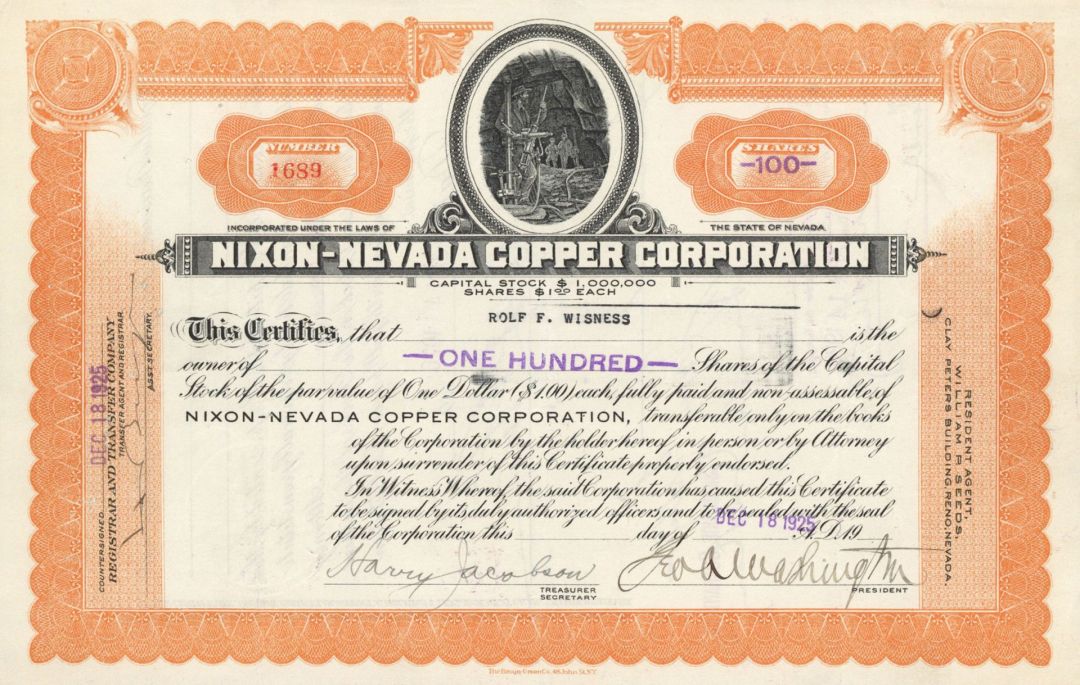 NUMBER
1689
SHARES
-100-
INCORPORATED UNDER THE LAWS OF
THE STATE OF NEVADA
NIXON-NEVADA COPPER CORPORATION
CAPITAL STOCK $1,000,000
SHARES $1.00 EACH
ROLF F. WISNESS
This Certifies, that is the
owner of —ONE HUNDRED— Shares of the Capital
Stock of the par value of One Dollar ($1.00) each, fully paid and non-assessable, of
NIXON-NEVADA COPPER CORPORATION, transferable only on the books
of the Corporation by the holder hereof in person or by Attorney
upon surrender of this Certificate properly endorsed.
In Witness Whereof, the said Corporation has caused this Certificate
to be signed by its duly authorized officers and to be sealed with the seal
of the Corporation this day of DEC 18 1925 A.D. 19
Harry Jacobson
TREASURER
SECRETARY
Geo A Washington
PRESIDENT
COUNTERSIGNED.
REGISTRAR AND TRANSFER COMPANY
TRANSFER AGENT AND REGISTRAR.
DEC 18 1925
ASS'T SECRETARY.
RESIDENT AGENT,
WILLIAM P. SEEDS,
CLAY PETERS BUILDING, RENO, NEVADA.
48 John St. N.Y.